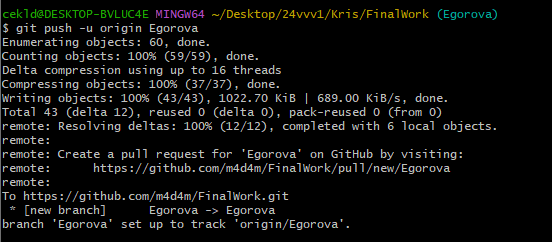 cekld@DESKTOP-BVLUC4E MINGW64 ~/Desktop/24vvv1/Kris/FinalWork (Egorova)
$ git push -u origin Egorova
Enumerating objects: 60, done.
Counting objects: 100% (59/59), done.
Delta compression using up to 16 threads
Compressing objects: 100% (37/37), done.
Writing objects: 100% (43/43), 1022.70 KiB | 689.00 KiB/s, done.
Total 43 (delta 12), reused 0 (delta 0), pack-reused 0 (from 0)
remote: Resolving deltas: 100% (12/12), completed with 6 local objects.
remote:
remote: Create a pull request for 'Egorova' on GitHub by visiting:
remote:      https://github.com/m4d4m/FinalWork/pull/new/Egorova
remote:
To https://github.com/m4d4m/FinalWork.git
 * [new branch]      Egorova -> Egorova
branch 'Egorova' set up to track 'origin/Egorova'.